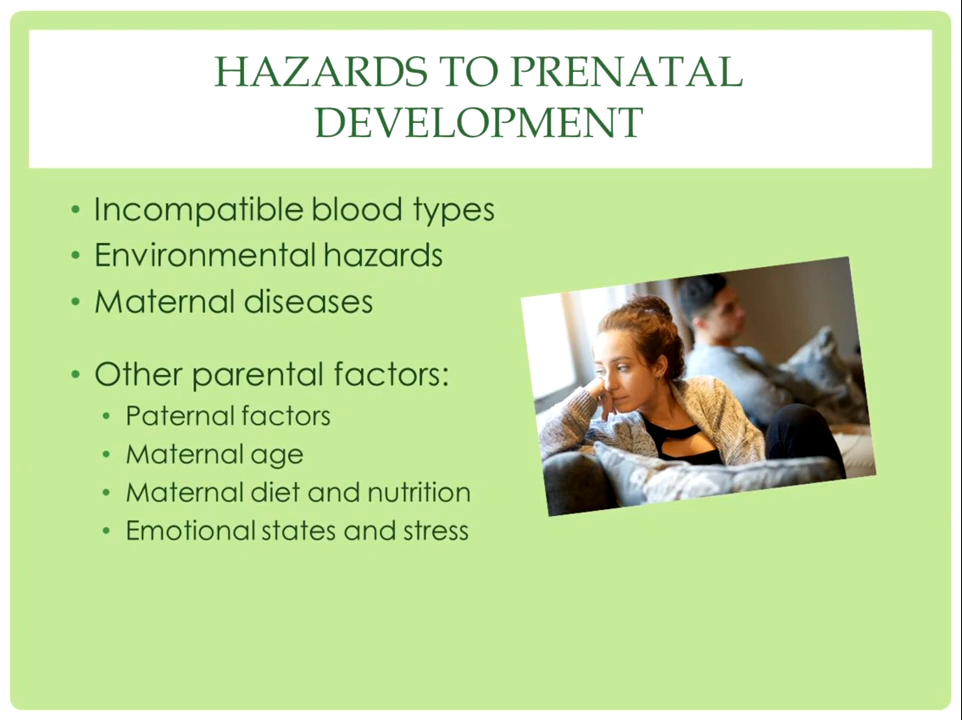 HAZARDS TO PRENATAL
DEVELOPMENT
• Incompatible blood types
• Environmental hazards
• Maternal diseases
• Other parental factors:
• Paternal factors
• Maternal age
• Maternal diet and nutrition
• Emotional states and stress